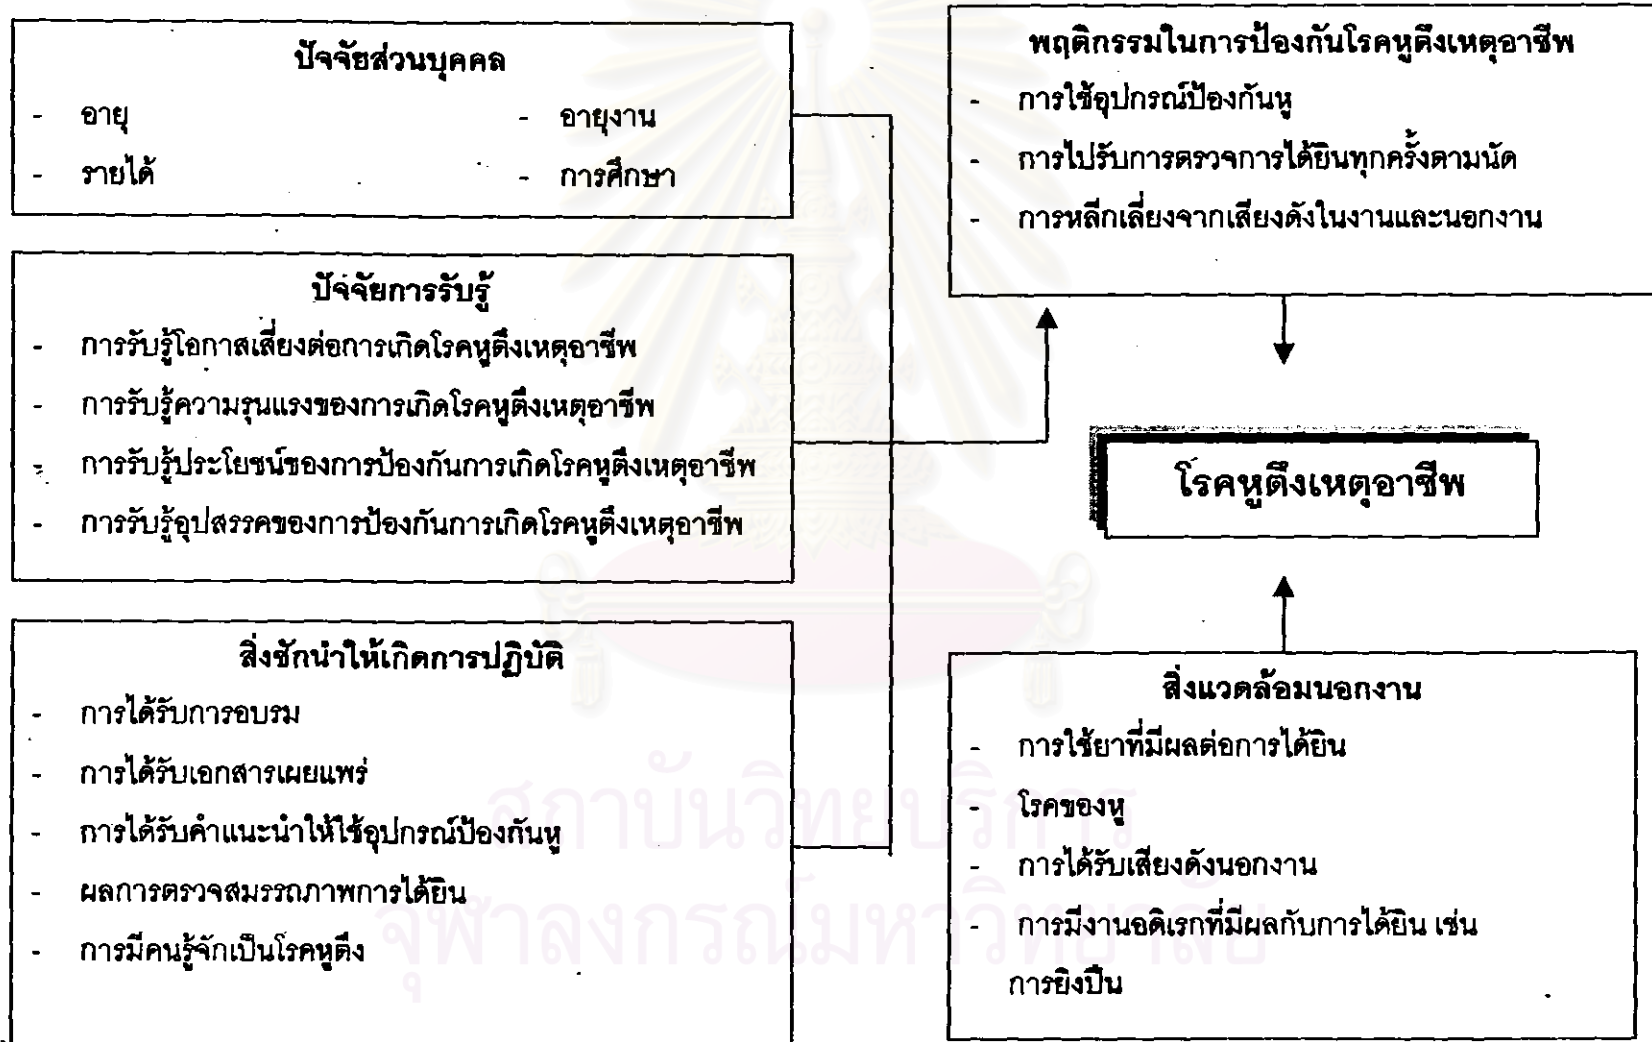 ปัจจัยส่วนบุคคล
- อายุ - อายุงาน
- รายได้ - การศึกษา
ปัจจัยการรับรู้
- การรับรู้โอกาสเสี่ยงต่อการเกิดโรคหูตึงเหตุอาชีพ
- การรับรู้ความรุนแรงของการเกิดโรคหูตึงเหตุอาชีพ
- การรับรู้ประโยชน์ของการป้องกันการเกิดโรคหูตึงเหตุอาชีพ
- การรับรู้อุปสรรคของการป้องกันการเกิดโรคหูตึงเหตุอาชีพ
สิ่งชักนำให้เกิดการปฏิบัติ
- การได้รับการอบรม
- การได้รับเอกสารเผยแพร่
- การได้รับคำแนะนำให้ใช้อุปกรณ์ป้องกันหู
- ผลการตรวจสมรรถภาพการได้ยิน
- การมีคนรู้จักเป็นโรคหูตึง
พฤติกรรมในการป้องกันโรคหูตึงเหตุอาชีพ
- การใช้อุปกรณ์ป้องกันหู
- การไปรับการตรวจการได้ยินทุกครั้งตามนัด
- การหลีกเลี่ยงจากเสียงดังในงานและนอกงาน
โรคหูตึงเหตุอาชีพ
สิ่งแวดล้อมนอกงาน
- การใช้ยาที่มีผลต่อการได้ยิน
- โรคของหู
- การได้รับเสียงดังนอกงาน
- การมีงานอดิเรกที่มีผลกับการได้ยิน เช่น
การยิงปืน
สถาบันวิทยบริการ
จุฬาลงกรณ์มหาวิทยาลัย